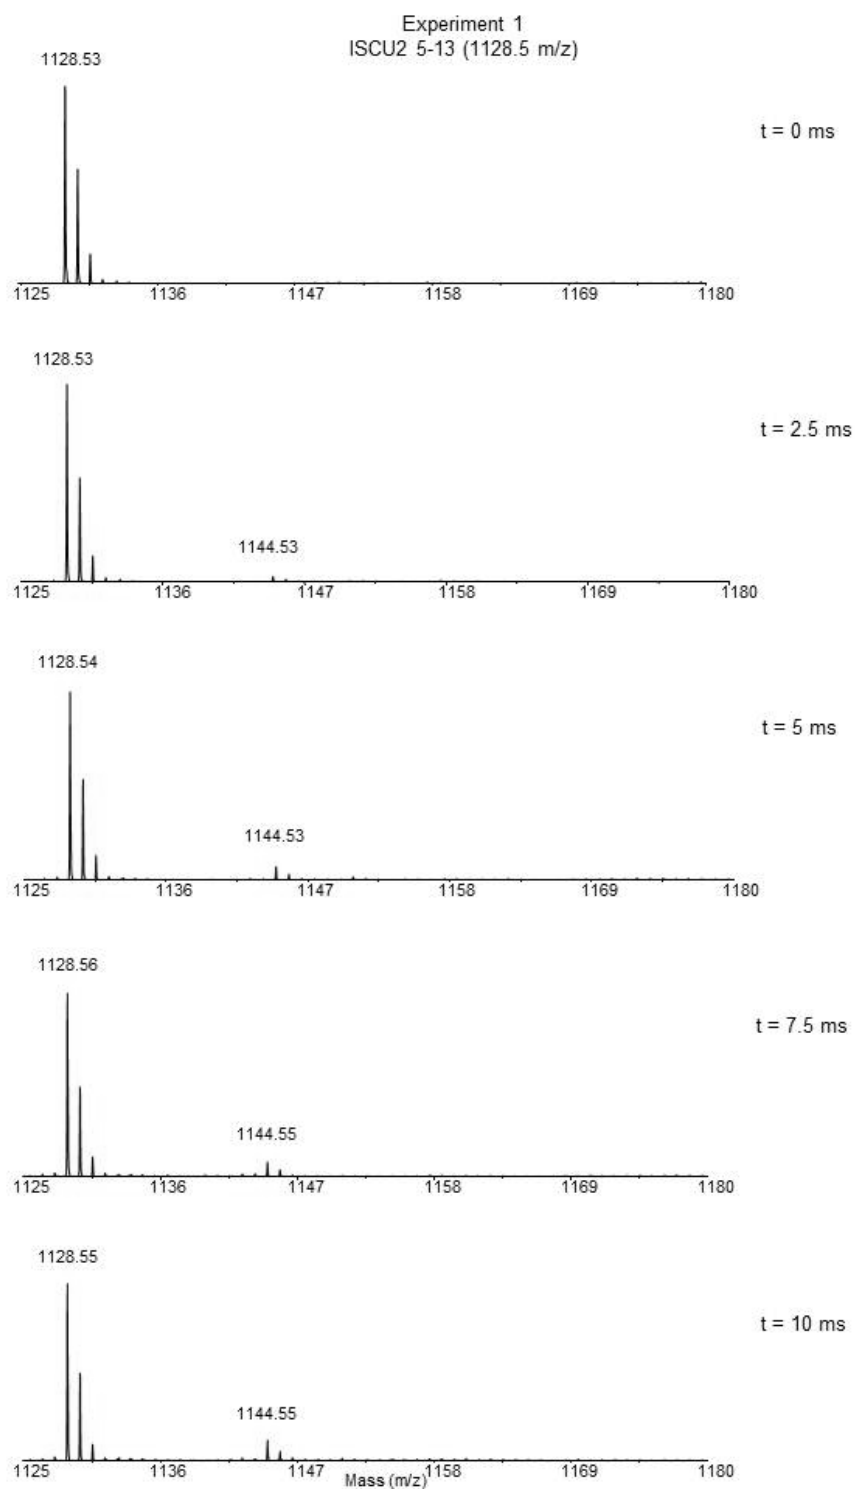 Experiment 1
ISCU2 5-13 (1128.5 m/z)
1128.53
t = 0 ms
1125 1136 1147 1158 1169 1180
1128.53
t = 2.5 ms
1144.53
1125 1136 1147 1158 1169 1180
1128.54
t = 5 ms
1144.53
1125 1136 1147 1158 1169 1180
1128.56
t = 7.5 ms
1144.55
1125 1136 1147 1158 1169 1180
1128.55
t = 10 ms
1144.55
1125 1136 1147 1158 1169 1180
Mass (m/z)